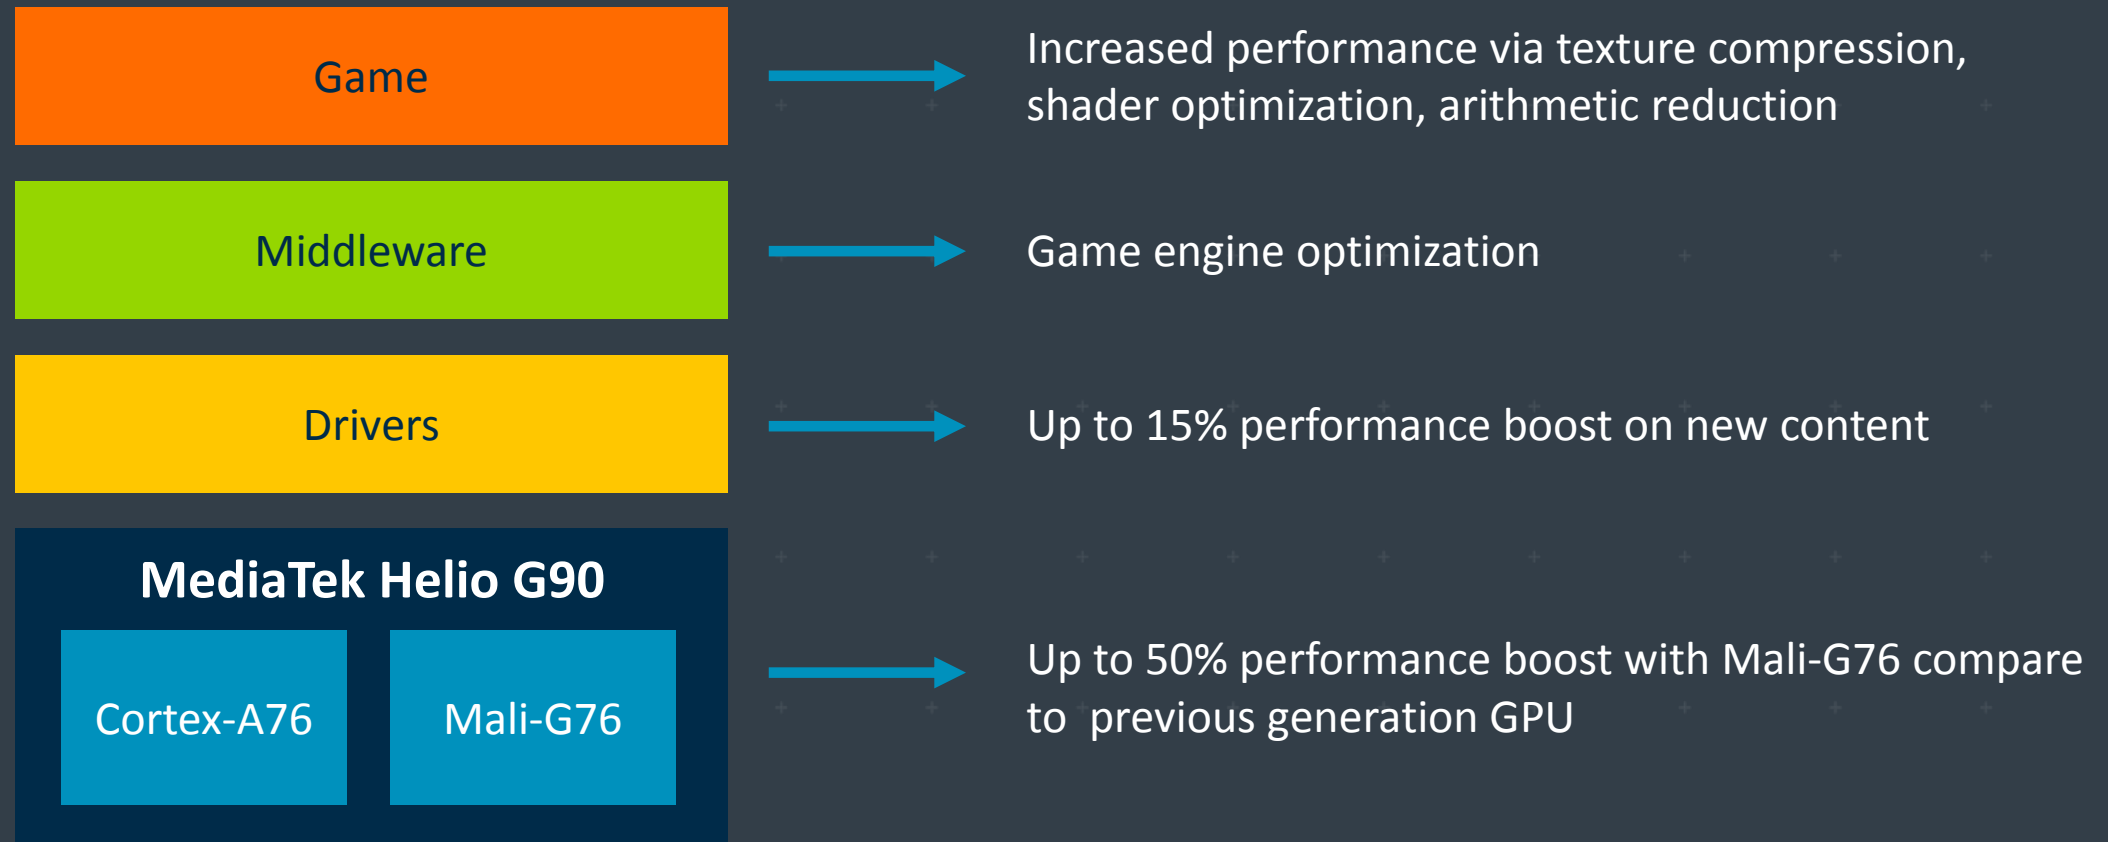 Game
Increased performance via texture compression,
shader optimization, arithmetic reduction
Middleware
Game engine optimization
Drivers
Up to 15% performance boost on new content
MediaTek Helio G90
Cortex-A76
Mali-G76
Up to 50% performance boost with Mali-G76 compare
to  previous generation GPU